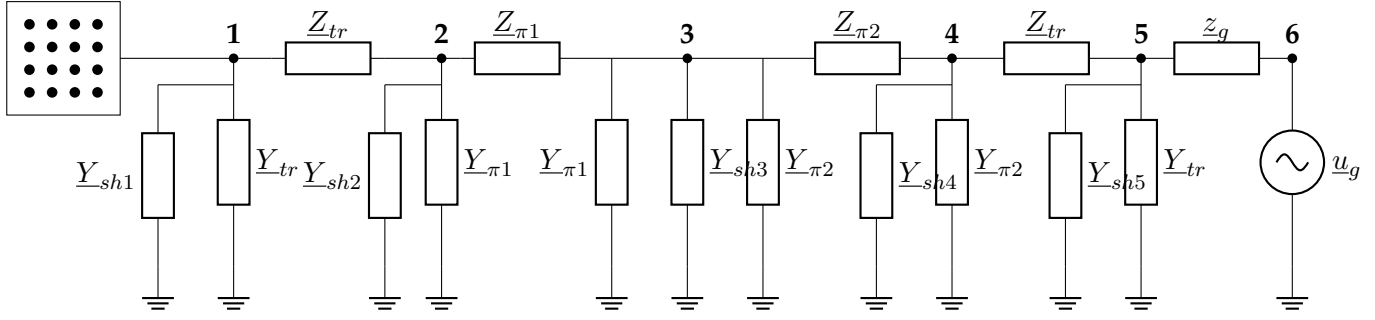 1 Z_tr 2 Z_π1 3 Z_π2 4 Z_tr 5 z_g 6
Y_sh1 Y_tr Y_sh2 Y_π1 Y_π1 Y_sh3 Y_π2 Y_sh4 Y_π2 Y_sh5 Y_tr u_g